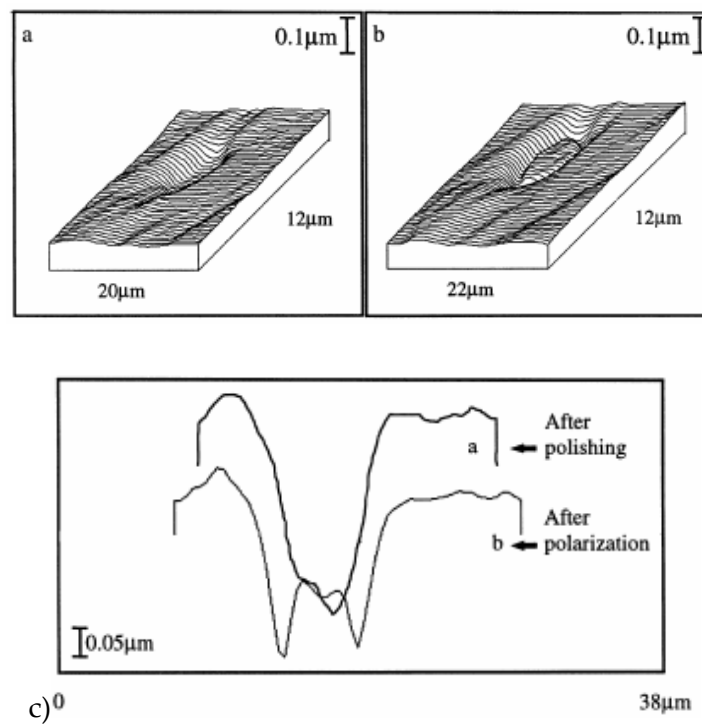 a
0.1μm
12μm
20μm
b
0.1μm
12μm
22μm
After
polishing
a
After
polarization
b
0.05μm
c)
0
38μm